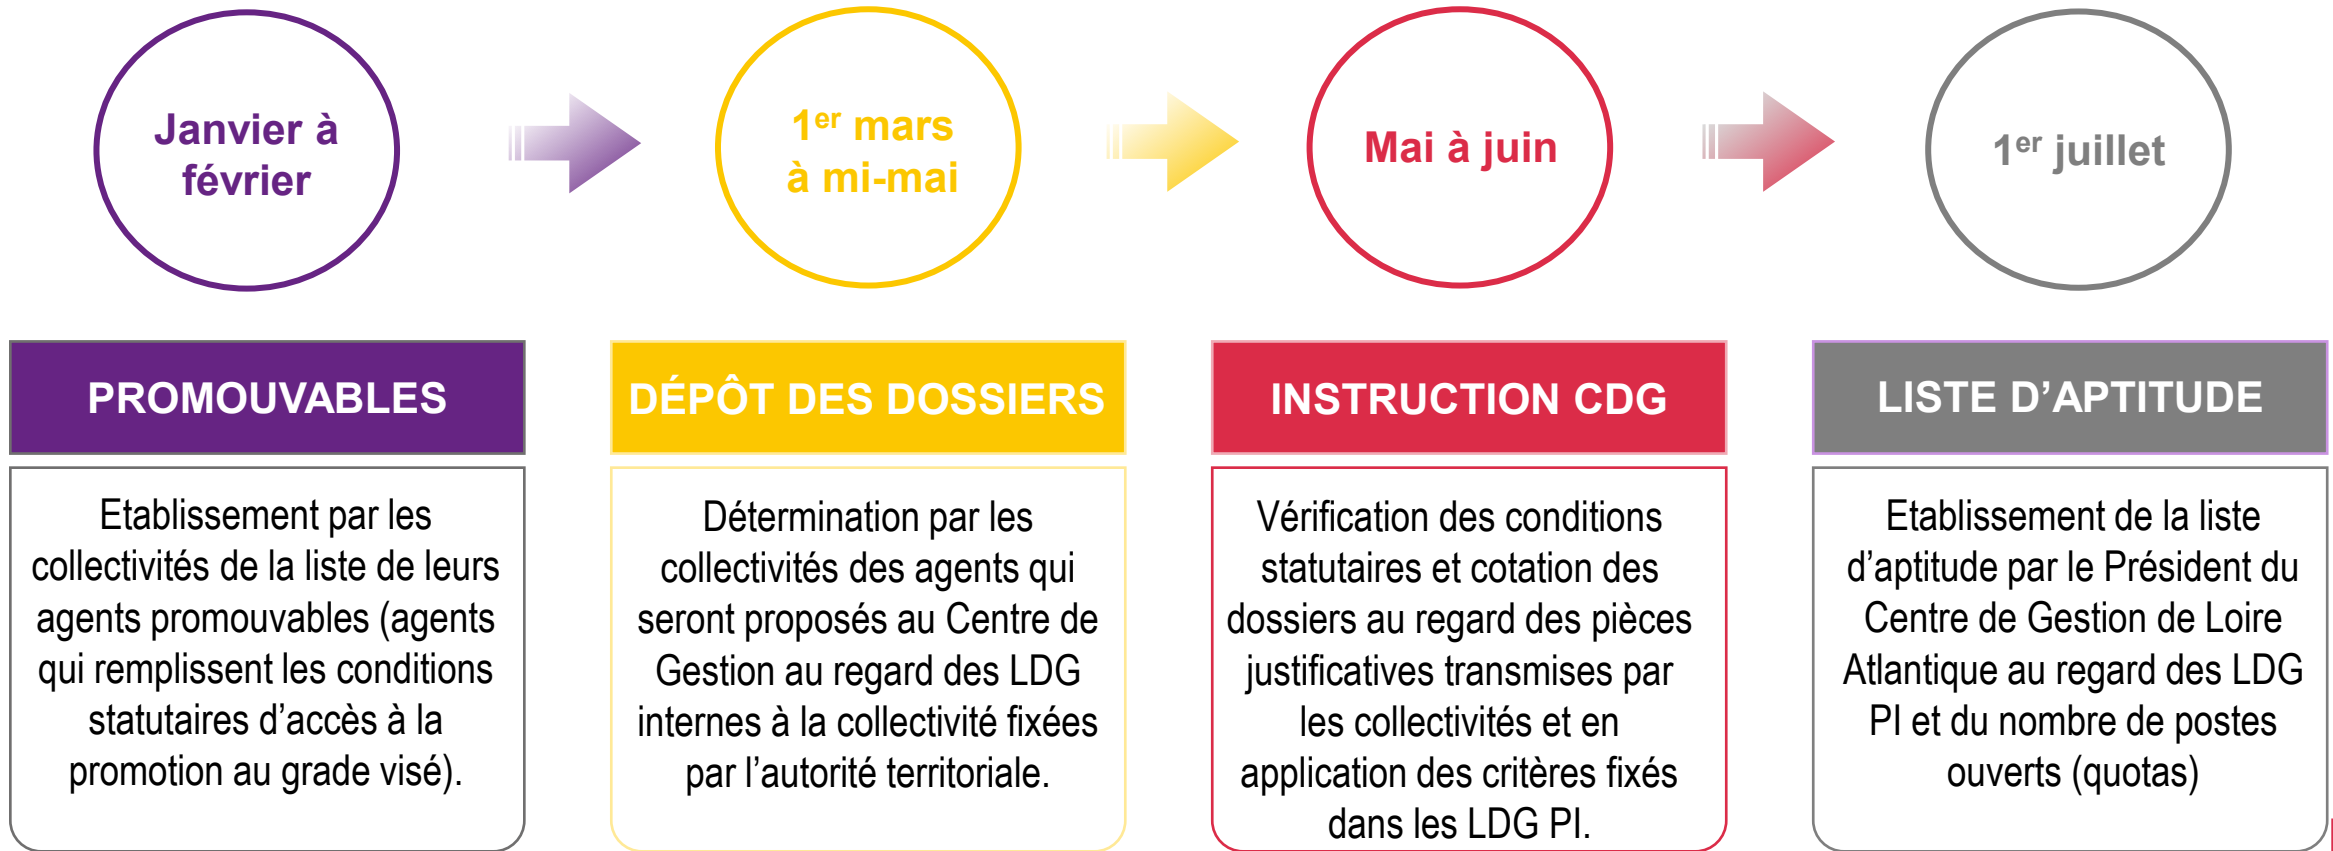 Janvier à
février
1er mars
à mi-mai
Mai à juin
1er juillet
PROMOUVABLES
Etablissement par les
collectivités de la liste de leurs
agents promouvables (agents
qui remplissent les conditions
statutaires d’accès à la
promotion au grade visé).
DÉPÔT DES DOSSIERS
Détermination par les
collectivités des agents qui
seront proposés au Centre de
Gestion au regard des LDG
internes à la collectivité fixées
par l’autorité territoriale.
INSTRUCTION CDG
Vérification des conditions
statutaires et cotation des
dossiers au regard des pièces
justificatives transmises par
les collectivités et en
application des critères fixés
dans les LDG PI.
LISTE D’APTITUDE
Etablissement de la liste
d’aptitude par le Président du
Centre de Gestion de Loire
Atlantique au regard des LDG
PI et du nombre de postes
ouverts (quotas)